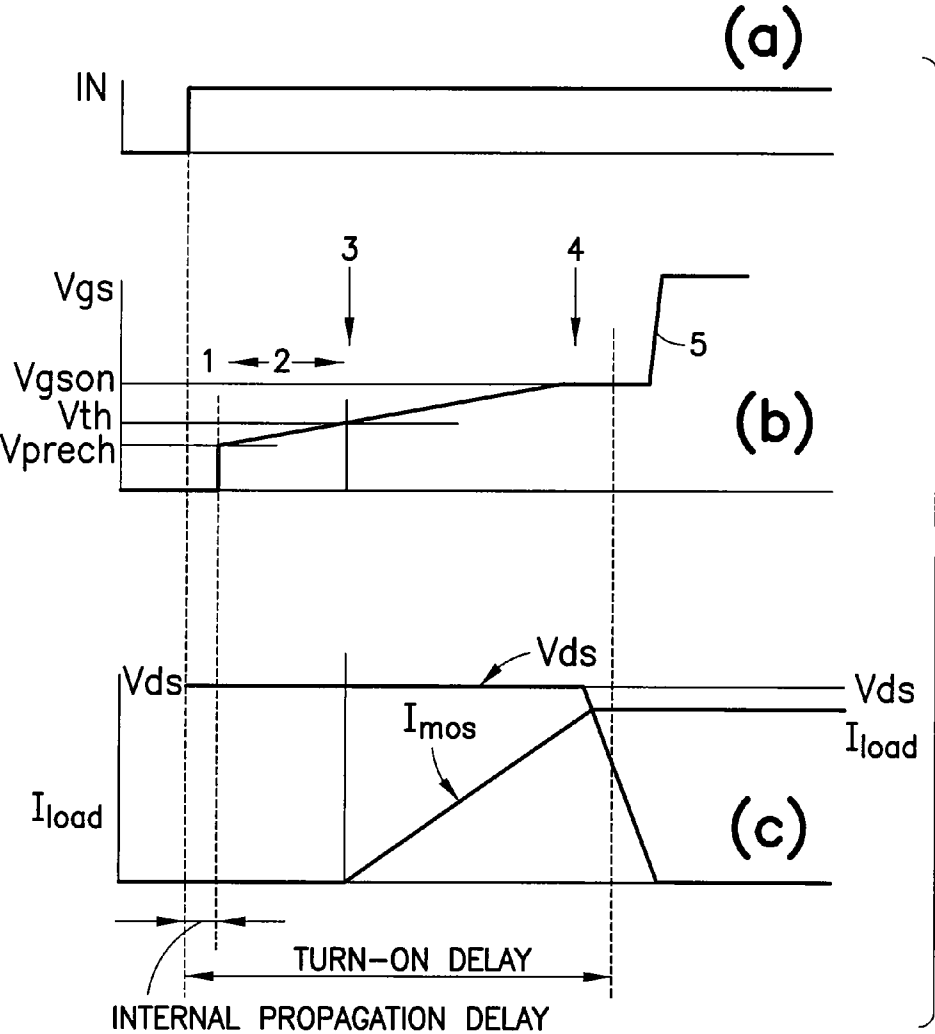 (a)
IN
3
4
Vgs
1
2
5
Vgson
Vth
(b)
Vprech
Vds
Vds
Vds
Imos
Iload
Iload
(c)
TURN-ON DELAY
INTERNAL PROPAGATION DELAY